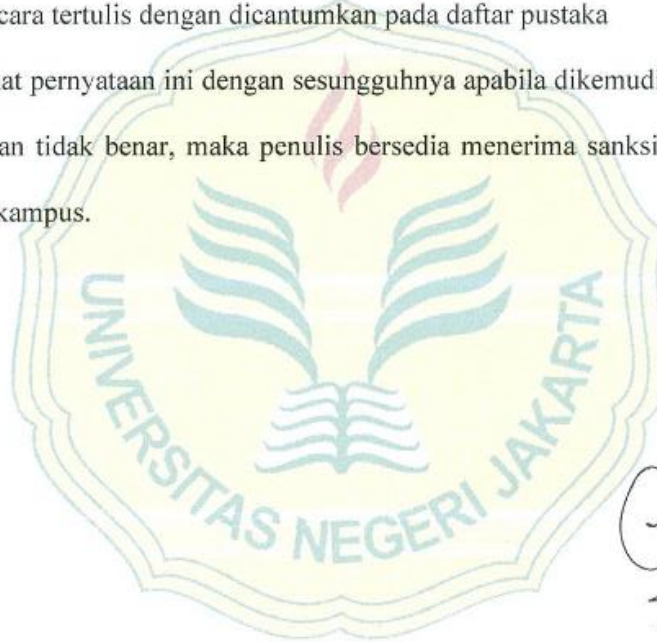 cara tertulis dengan dicantumkan pada daftar pustaka
at pernyataan ini dengan sesungguhnya apabila dikemudi
an tidak benar, maka penulis bersedia menerima sanksi
kampus.
UNIVERSITAS NEGERI JAKARTA